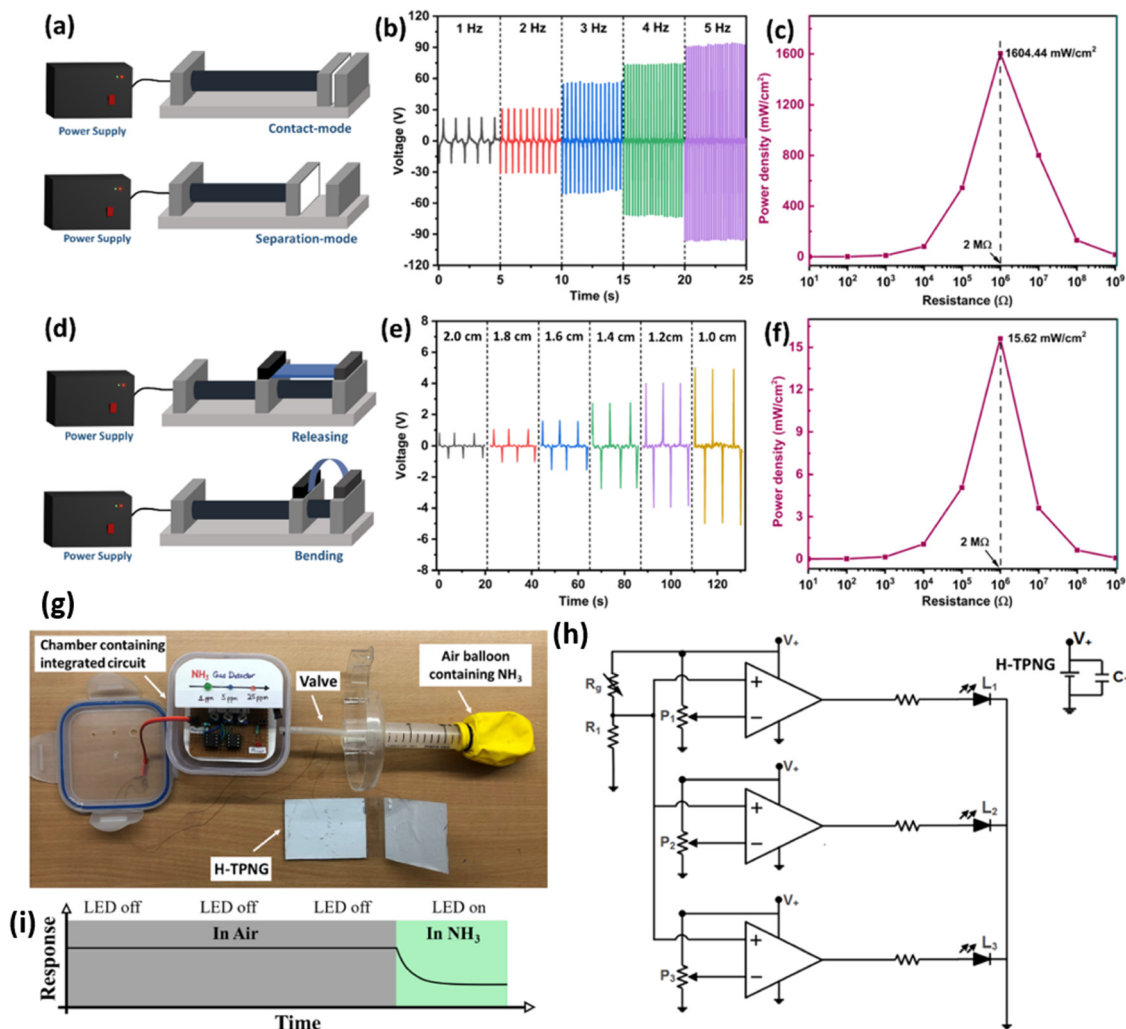 (a)
Power Supply
Contact-mode
Power Supply
Separation-mode
(b)
1 Hz 2 Hz 3 Hz 4 Hz 5 Hz
Voltage (V)
120
90
60
30
0
-30
-60
-90
-120
0 5 10 15 20 25
Time (s)
(c)
Power density (mW/cm²)
1600
1200
800
400
0
1604.44 mW/cm²
2 MΩ
10¹ 10² 10³ 10⁴ 10⁵ 10⁶ 10⁷ 10⁸ 10⁹
Resistance (Ω)
(d)
Power Supply
Releasing
Power Supply
Bending
(e)
2.0 cm 1.8 cm 1.6 cm 1.4 cm 1.2cm 1.0 cm
Voltage (V)
8
6
4
2
0
-2
-4
-6
-8
0 20 40 60 80 100 120
Time (s)
(f)
Power density (mW/cm²)
15
12
9
6
3
0
15.62 mW/cm²
2 MΩ
10¹ 10² 10³ 10⁴ 10⁵ 10⁶ 10⁷ 10⁸ 10⁹
Resistance (Ω)
(g)
Chamber containing
integrated circuit
Valve
Air balloon
containing NH₃
NH₃ Gas Detector
1 ppm 5 ppm 25 ppm
H-TPNG
(h)
V₊
Rg
R₁
P₁
L₁
V₊
P₂
L₂
V₊
P₃
L₃
V₊
H-TPNG
(i)
LED off LED off LED off LED on
In Air In NH₃
Response
Time